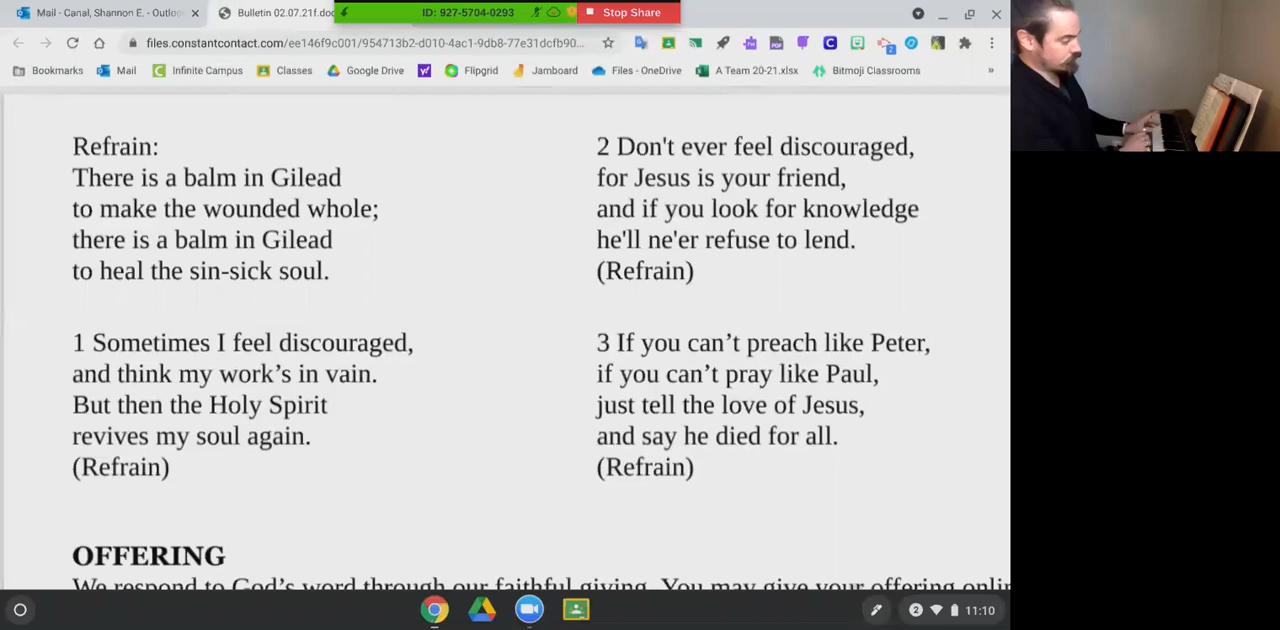 Mail - Canal, Shannon E. - Outloo
Bulletin 02.07.21f.doc
ID: 927-5704-0293
Stop Share
files.constantcontact.com/ee146f9c001/954713b2-d010-4ac1-9db8-77e31dcfb90...
Bookmarks
Mail
Infinite Campus
Classes
Google Drive
Flipgrid
Jamboard
Files - OneDrive
A Team 20-21.xlsx
Bitmoji Classrooms
»
Refrain:
There is a balm in Gilead
to make the wounded whole;
there is a balm in Gilead
to heal the sin-sick soul.
1 Sometimes I feel discouraged,
and think my work’s in vain.
But then the Holy Spirit
revives my soul again.
(Refrain)
2 Don't ever feel discouraged,
for Jesus is your friend,
and if you look for knowledge
he'll ne'er refuse to lend.
(Refrain)
3 If you can’t preach like Peter,
if you can’t pray like Paul,
just tell the love of Jesus,
and say he died for all.
(Refrain)
OFFERING
We respond to God’s word through our faithful giving. You may give your offering onlin
2
11:10